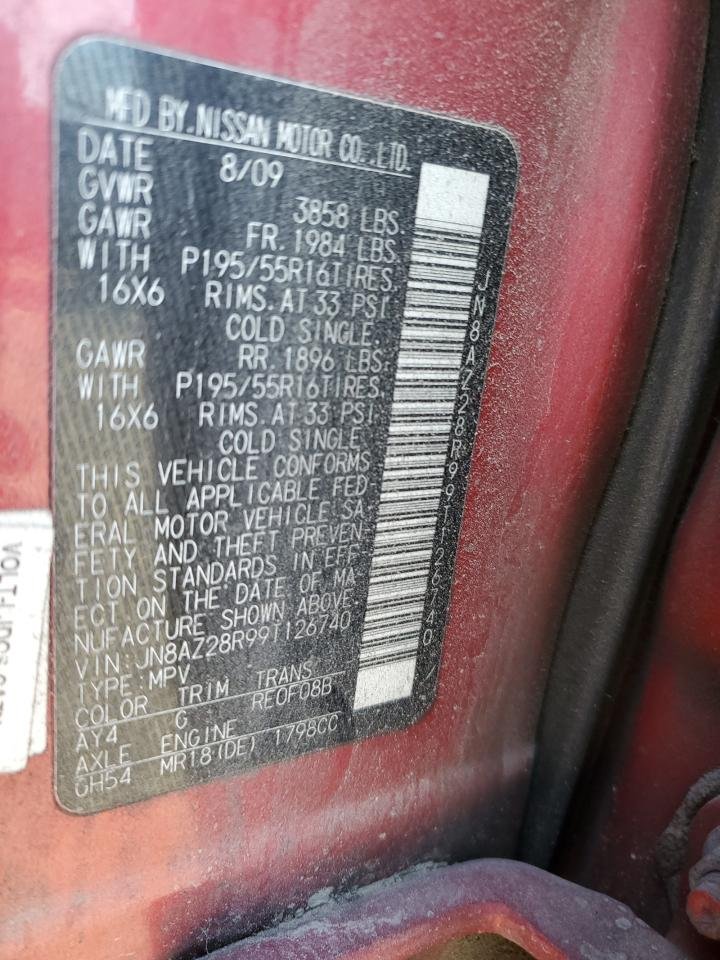 MFD BY.NISSAN MOTOR CO.,LTD.
DATE 8/09
GVWR 3858 LBS.
GAWR FR.1984 LBS.
WITH P195/55R16TIRES.
16X6 RIMS.AT 33 PSI.
COLD SINGLE.
GAWR RR.1896 LBS.
WITH P195/55R16TIRES.
16X6 RIMS.AT 33 PSI.
COLD SINGLE.
THIS VEHICLE CONFORMS
TO ALL APPLICABLE FED
ERAL MOTOR VEHICLE SA
FETY AND THEFT PREVEN
TION STANDARDS IN EFF
ECT ON THE DATE OF MA
NUFACTURE SHOWN ABOVE.
VIN: JN8AZ28R99T126740
TYPE: MPV
COLOR TRIM TRANS
AY4 G RE0F08B
AXLE ENGINE
GH54 MR18(DE) 1798CC
JN8AZ28R99T126740